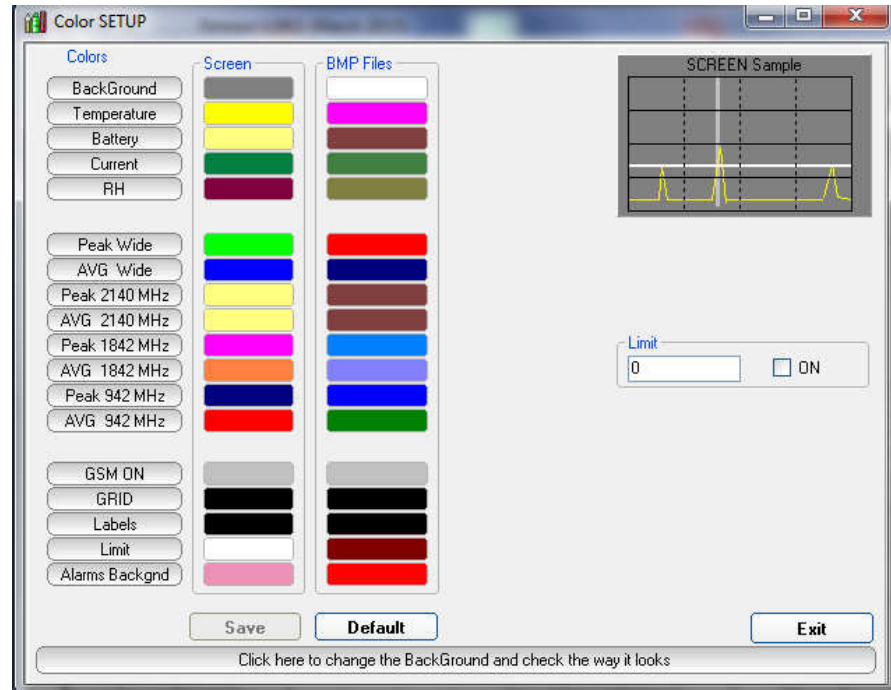 Color SETUP
Colors
Screen
BMP Files
SCREEN Sample
BackGround
Temperature
Battery
Current
RH
Peak Wide
AVG Wide
Peak 2140 MHz
AVG 2140 MHz
Peak 1842 MHz
AVG 1842 MHz
Peak 942 MHz
AVG 942 MHz
Limit
0
ON
GSM ON
GRID
Labels
Limit
Alarms Backgnd
Save
Default
Exit
Click here to change the BackGround and check the way it looks